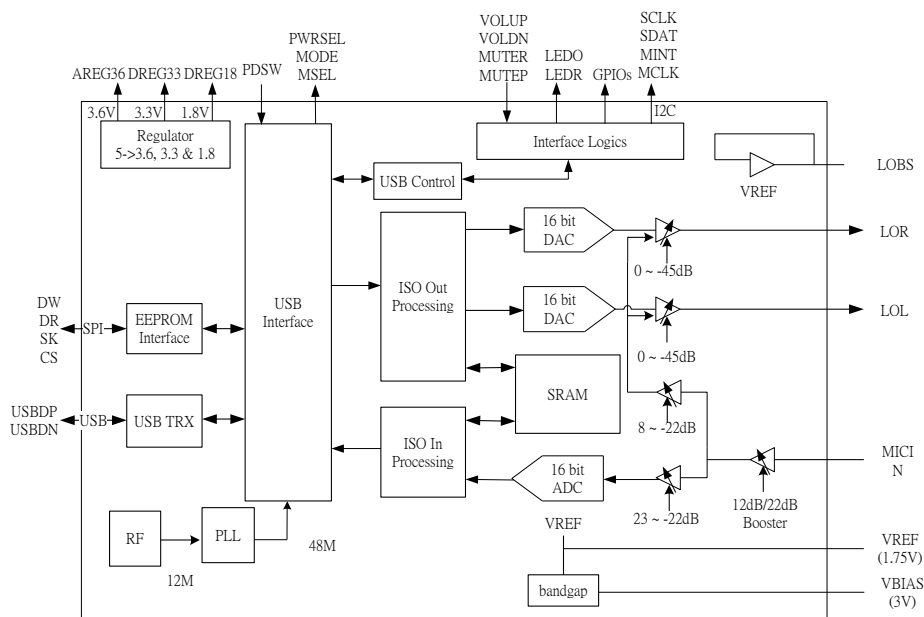 VOLUP
VOLDN
MUTER
MUTEP
SCLK
SDAT
MINT
MCLK
PWRSEL
MODE
MSEL
LEDO
LEDR
GPIOs
AREG36 DREG33 DREG18
PDSW
3.6V
3.3V
1.8V
I2C
Regulator
5->3.6, 3.3 & 1.8
Interface Logics
USB Control
VREF
LOBS
16 bit
DAC
LOR
0 ~ -45dB
ISO Out
Processing
USB
Interface
DW
DR
SK
CS
SPI
EEPROM
Interface
16 bit
DAC
LOL
0 ~ -45dB
SRAM
8 ~ -22dB
USBDP
USBDN
USB
USB TRX
ISO In
Processing
16 bit
ADC
23 ~ -22dB
MICI
N
12dB/22dB
Booster
RF
PLL
12M
48M
VREF
VREF
(1.75V)
bandgap
VBIAS
(3V)